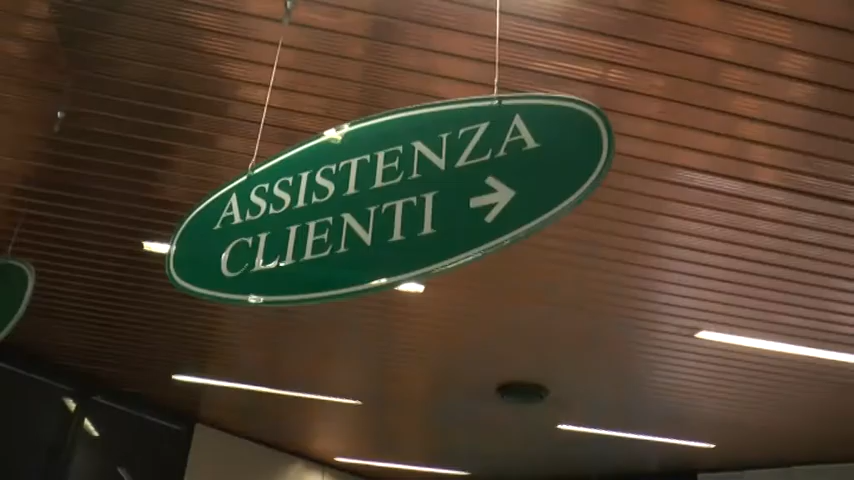 ASSISTENZA
CLIENTI →